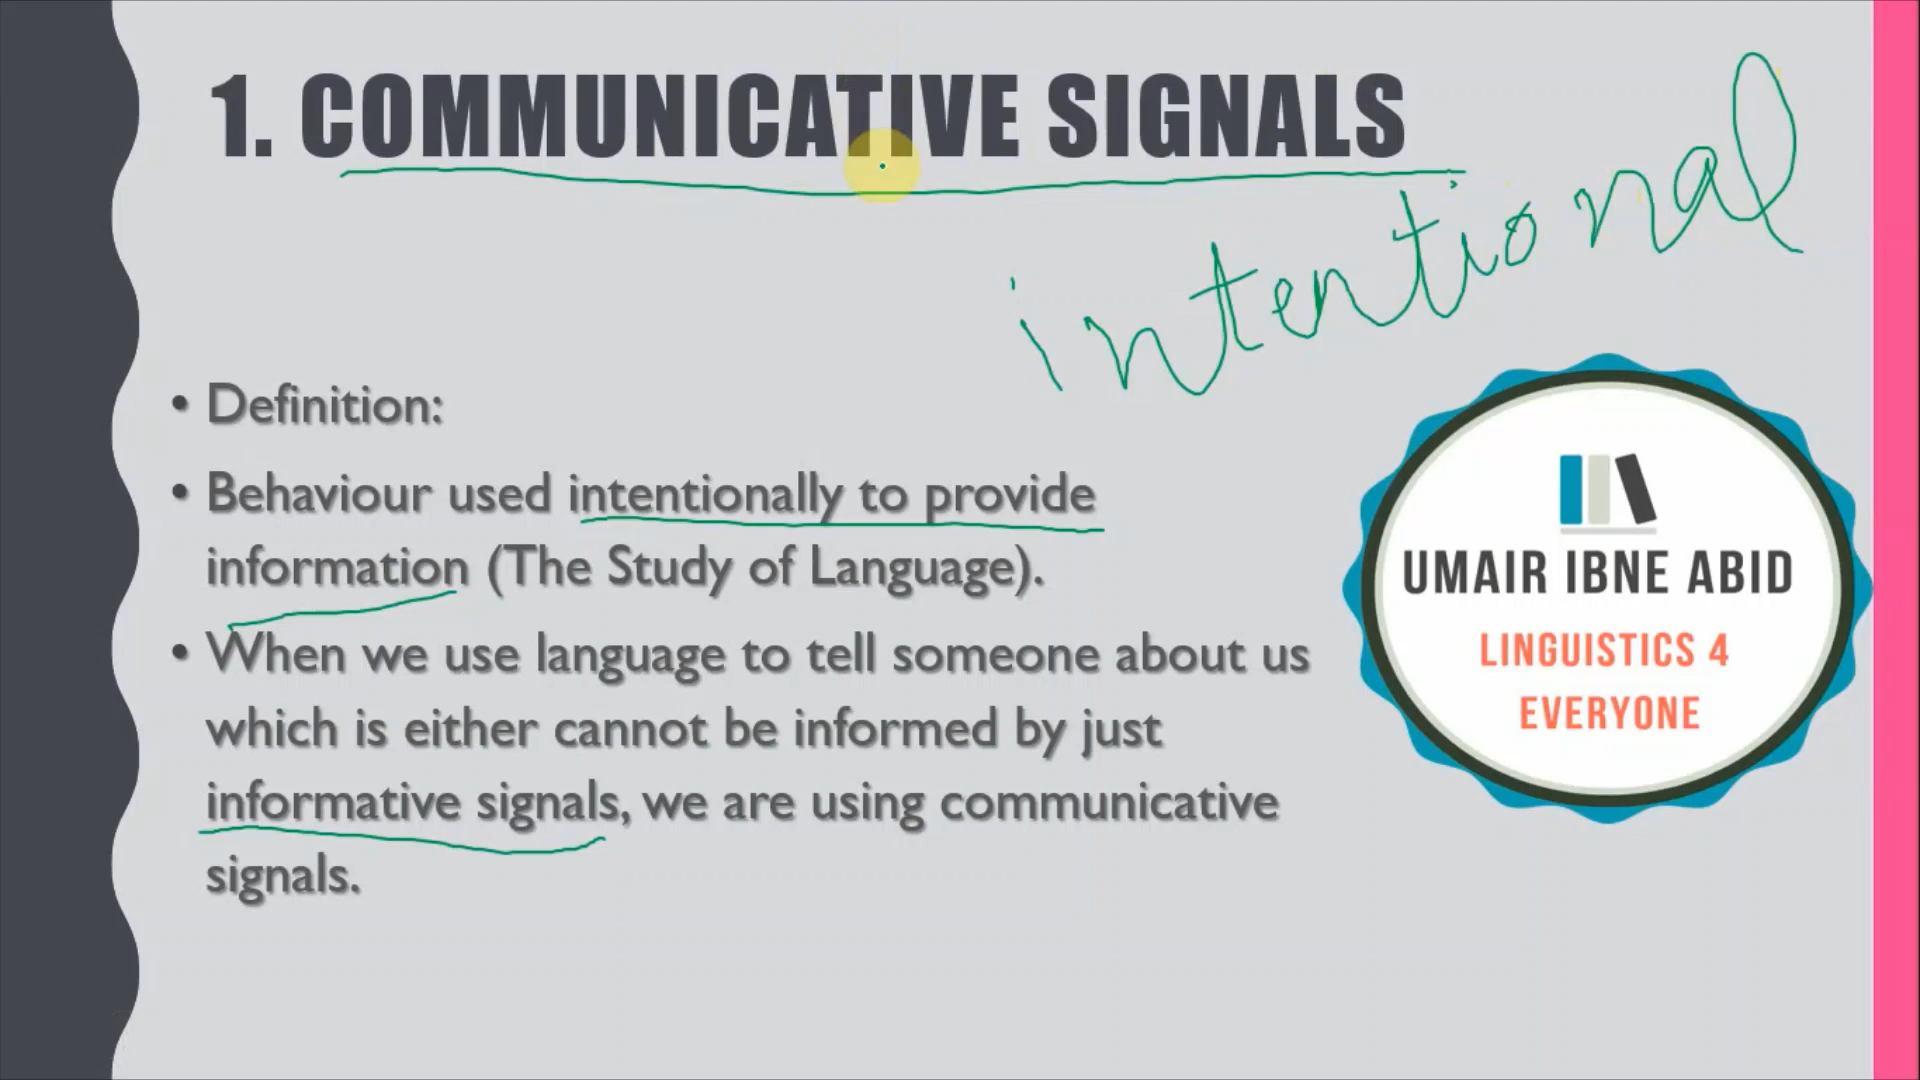 1. COMMUNICATIVE SIGNALS
intentional
• Definition:
• Behaviour used intentionally to provide
information (The Study of Language).
• When we use language to tell someone about us
which is either cannot be informed by just
informative signals, we are using communicative
signals.
UMAIR IBNE ABID
LINGUISTICS 4
EVERYONE